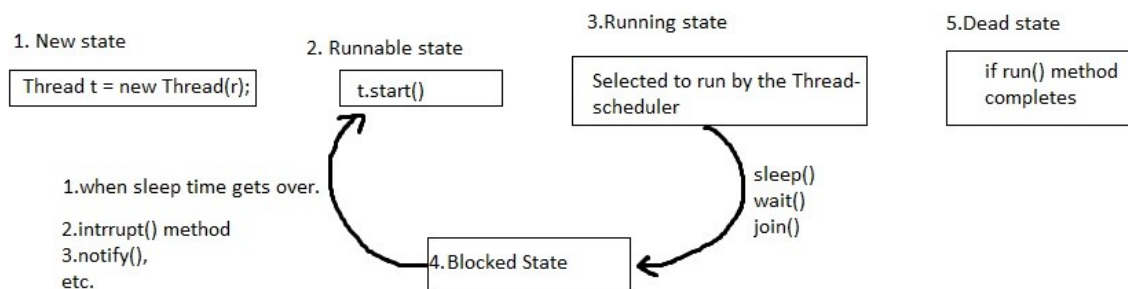 1. New state
Thread t = new Thread(r);
2. Runnable state
t.start()
3.Running state
Selected to run by the Thread-
scheduler
5.Dead state
if run() method
completes
1.when sleep time gets over.
2.intrrupt() method
3.notify(),
etc.
sleep()
wait()
join()
4.Blocked State